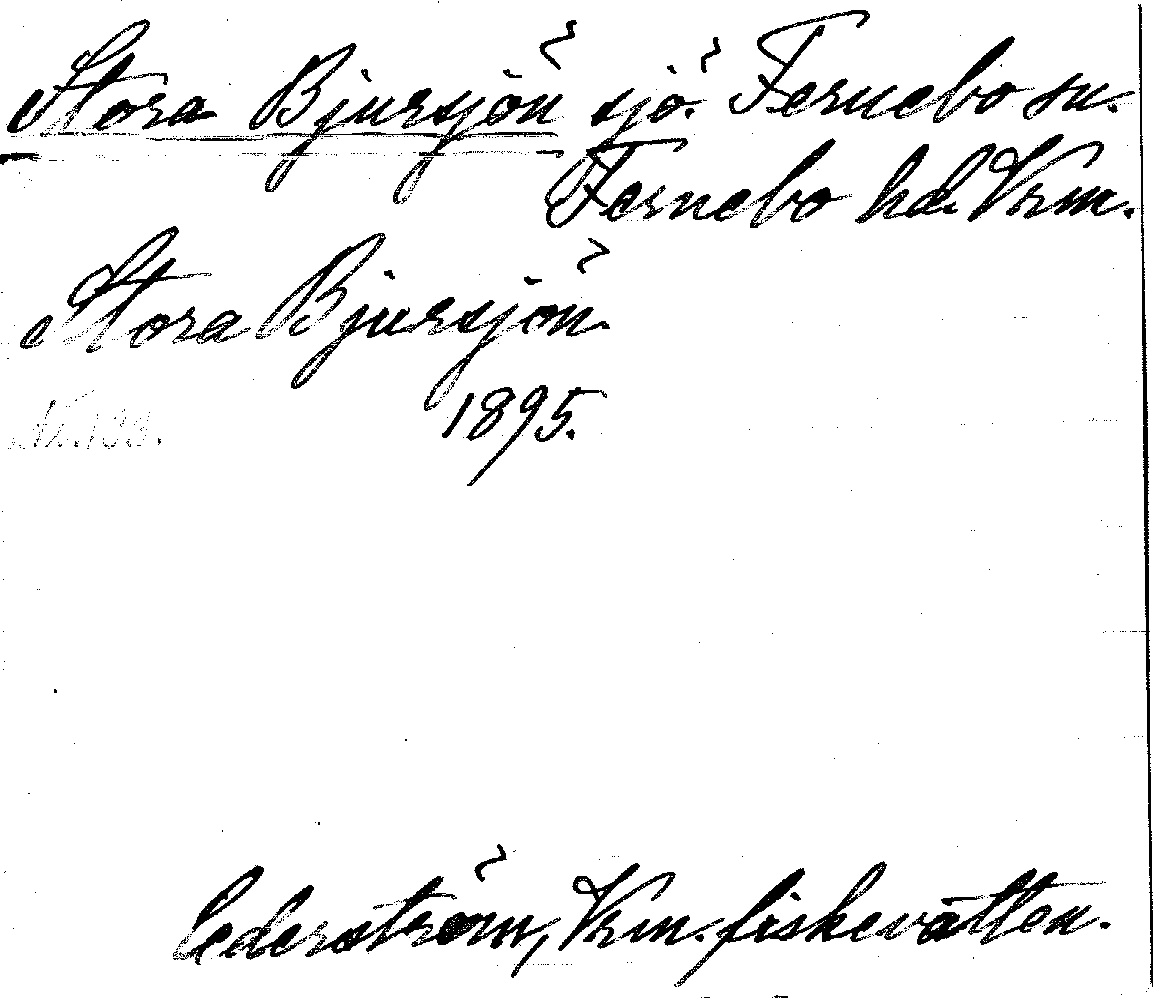 Stora Bjursjön sjö. Fernebo sn.
Fernebo hd. Vrm.
Stora Bjursjön.
1895.
Cederström, Vrm. fiskevatten.